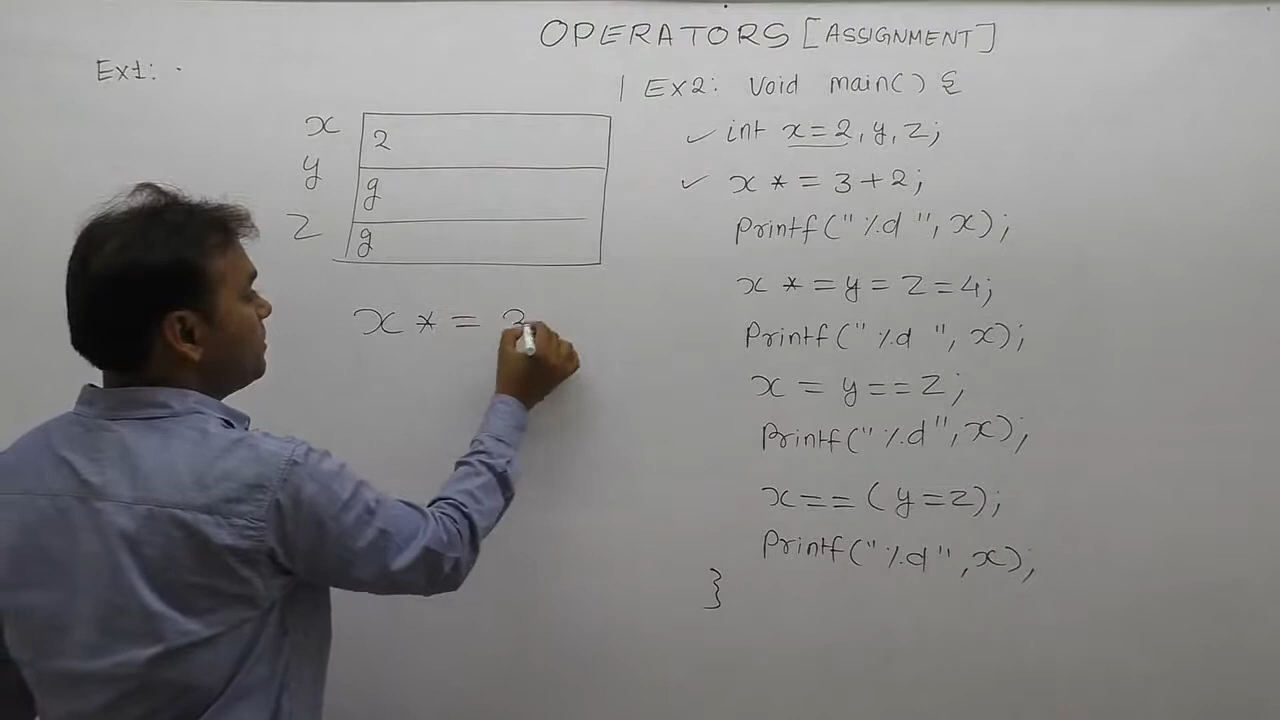 OPERATORS [ASSIGNMENT]
Ex1:
x 2
y g
Z g
x * = 3
Ex2: Void main() {
✓ int x=2, y, Z;
✓ x * = 3+2;
Printf("%d", x);
x * = y = Z = 4;
Printf("%d", x);
x = y == Z;
Printf("%d", x);
x == (y = Z);
Printf("%d", x);
}